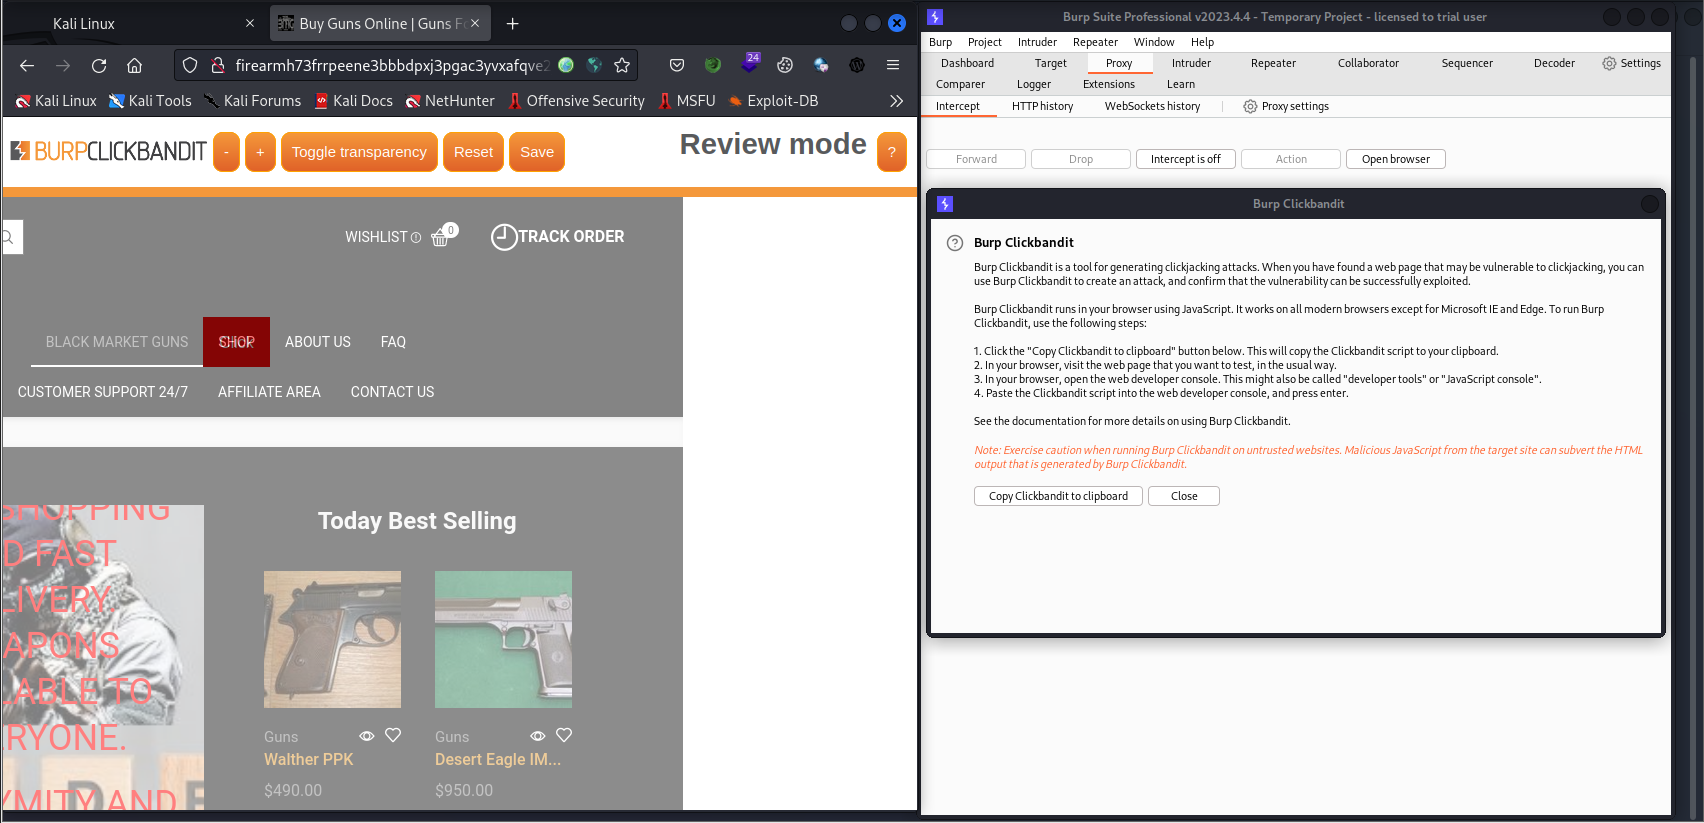 Kali Linux
Buy Guns Online | Guns Fo
firearmh73frrpeene3bbbdpxj3pgac3yvxafqve2
24
Kali Linux Kali Tools Kali Forums Kali Docs NetHunter Offensive Security MSFU Exploit-DB
BURPCLICKBANDIT - + Toggle transparency Reset Save Review mode ?
WISHLIST 0 TRACK ORDER
BLACK MARKET GUNS SHOP ABOUT US FAQ
CUSTOMER SUPPORT 24/7 AFFILIATE AREA CONTACT US
SHOPPING
D FAST
LIVERY.
APONS
LABLE TO
RYONE.
YMITY AND
Today Best Selling
Guns
Walther PPK
$490.00
Guns
Desert Eagle IM...
$950.00
Burp Suite Professional v2023.4.4 - Temporary Project - licensed to trial user
Burp Project Intruder Repeater Window Help
Dashboard Target Proxy Intruder Repeater Collaborator Sequencer Decoder Settings
Comparer Logger Extensions Learn
Intercept HTTP history WebSockets history Proxy settings
Forward Drop Intercept is off Action Open browser
Burp Clickbandit
? Burp Clickbandit
Burp Clickbandit is a tool for generating clickjacking attacks. When you have found a web page that may be vulnerable to clickjacking, you can
use Burp Clickbandit to create an attack, and confirm that the vulnerability can be successfully exploited.
Burp Clickbandit runs in your browser using JavaScript. It works on all modern browsers except for Microsoft IE and Edge. To run Burp
Clickbandit, use the following steps:
1. Click the "Copy Clickbandit to clipboard" button below. This will copy the Clickbandit script to your clipboard.
2. In your browser, visit the web page that you want to test, in the usual way.
3. In your browser, open the web developer console. This might also be called "developer tools" or "JavaScript console".
4. Paste the Clickbandit script into the web developer console, and press enter.
See the documentation for more details on using Burp Clickbandit.
Note: Exercise caution when running Burp Clickbandit on untrusted websites. Malicious JavaScript from the target site can subvert the HTML
output that is generated by Burp Clickbandit.
Copy Clickbandit to clipboard Close